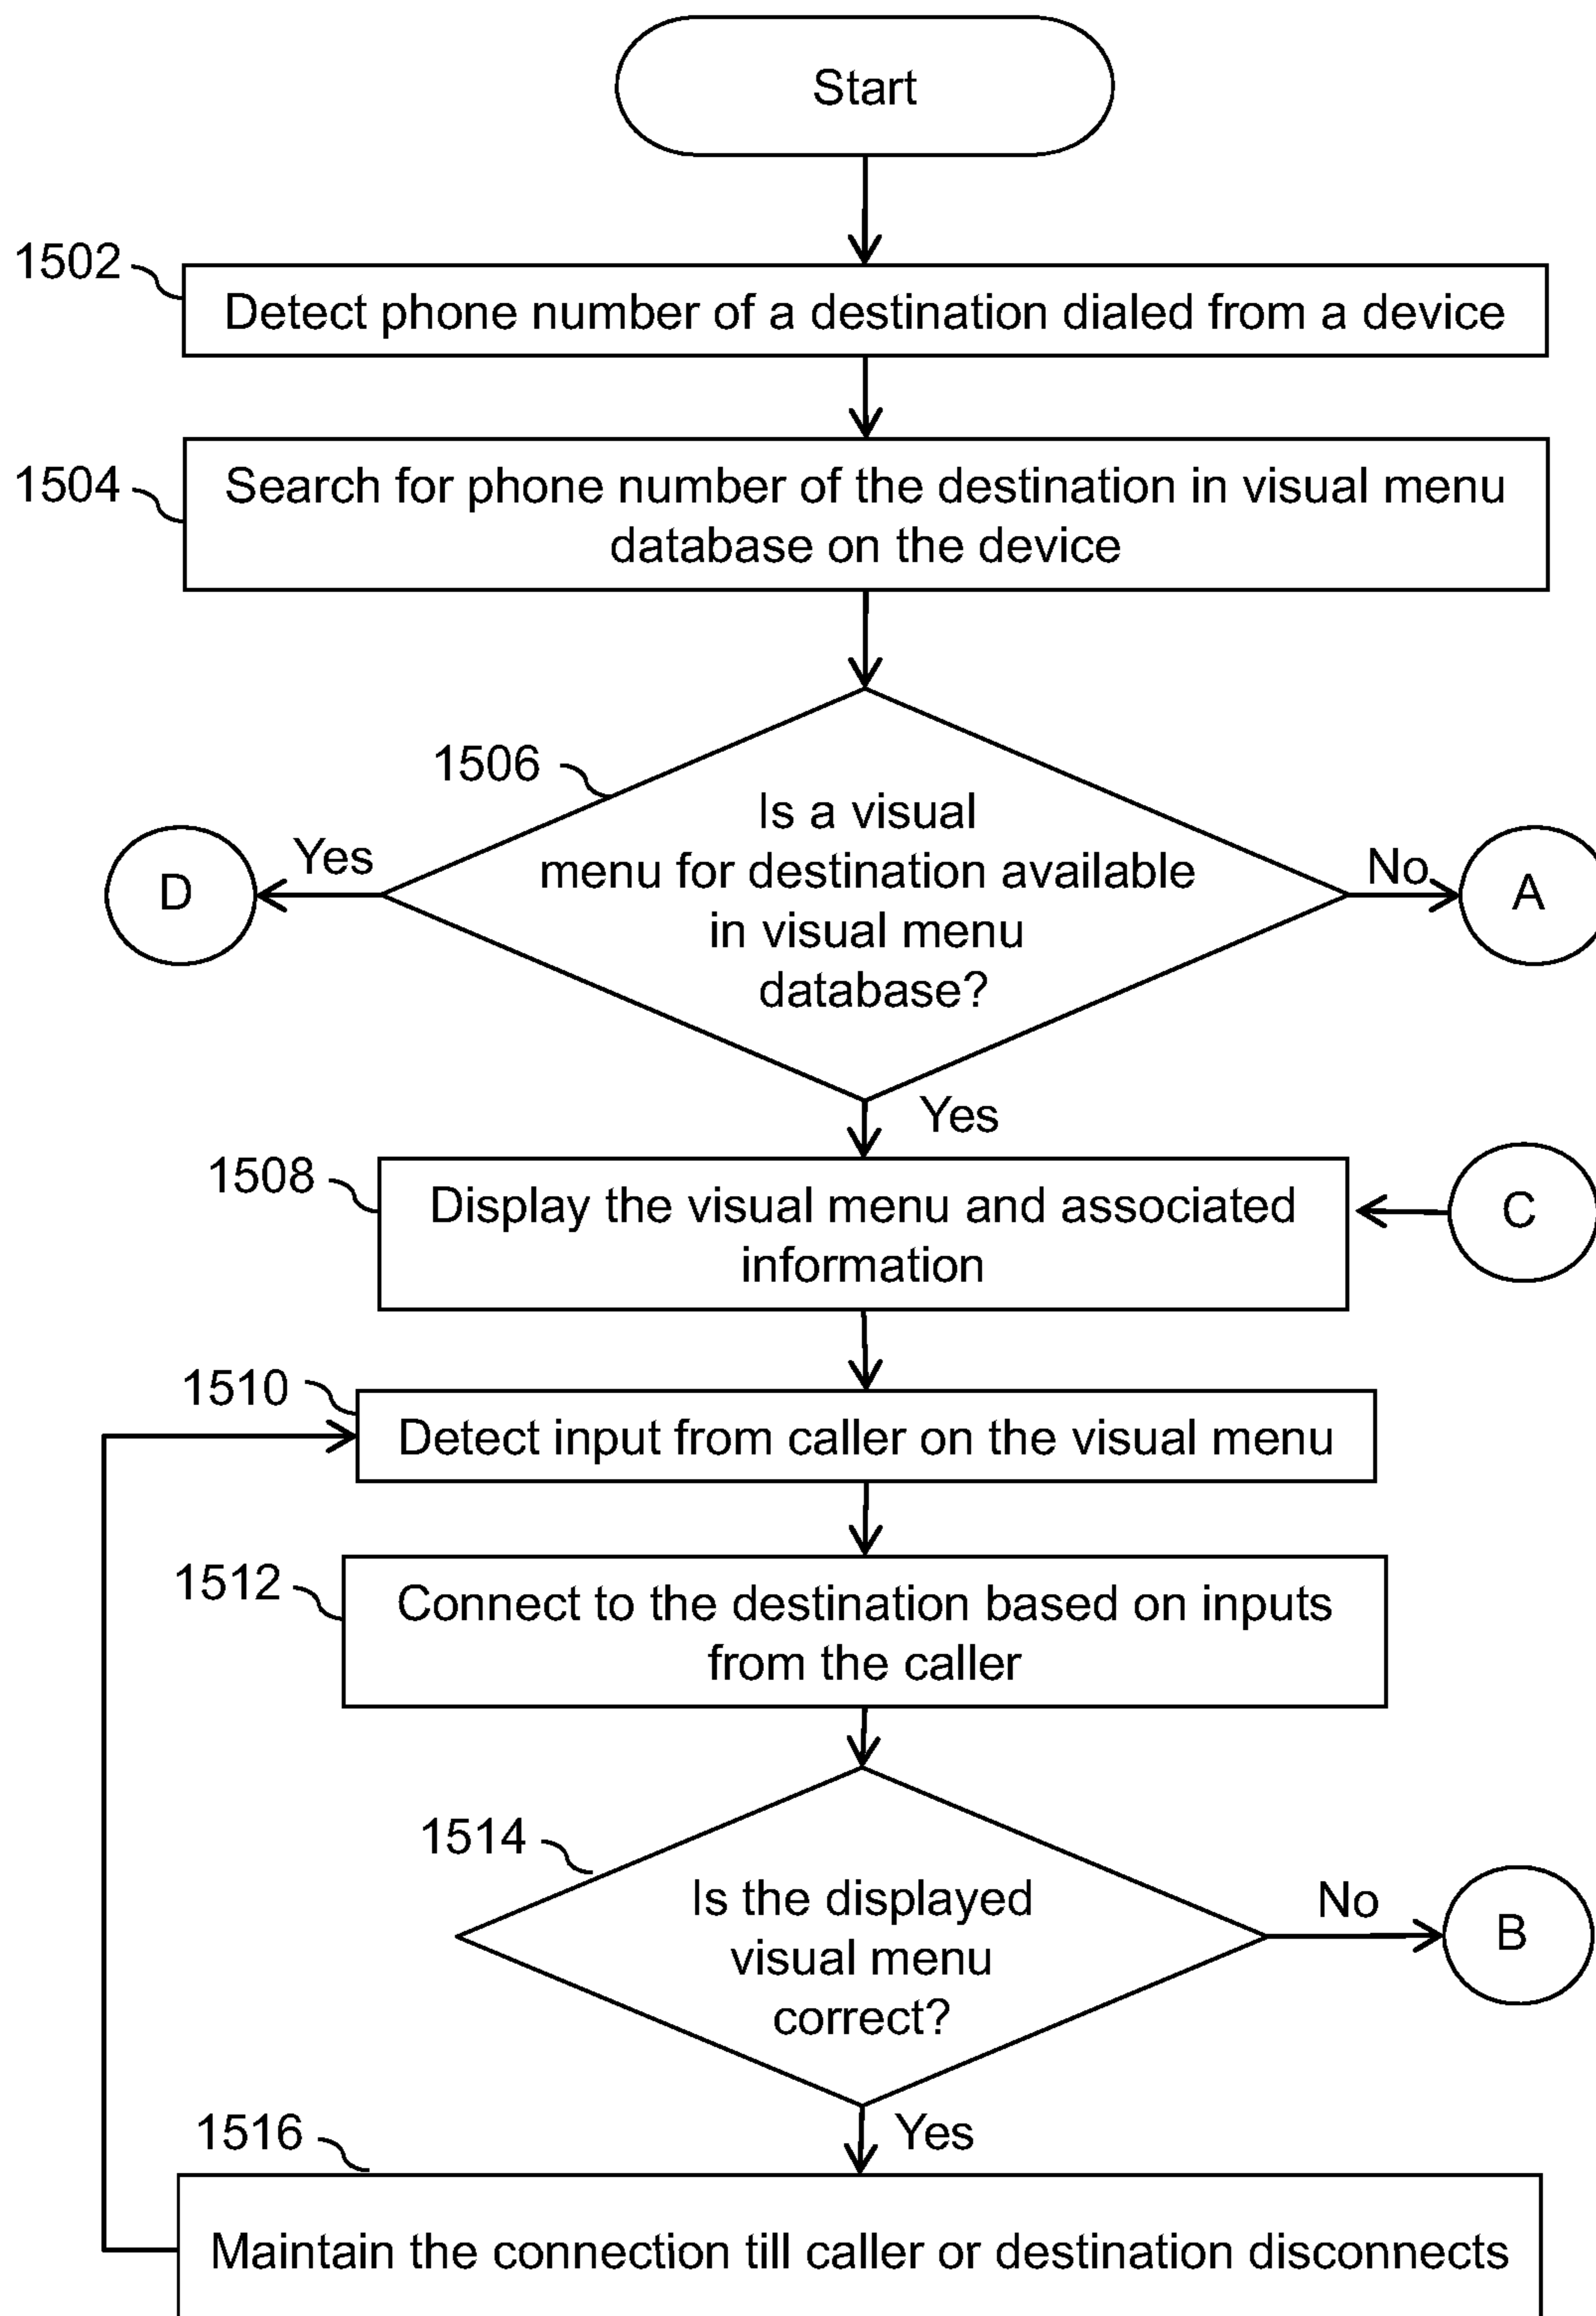 Start
1502
Detect phone number of a destination dialed from a device
1504
Search for phone number of the destination in visual menu
database on the device
1506
Is a visual
menu for destination available
in visual menu
database?
Yes
D
No
A
Yes
1508
Display the visual menu and associated
information
C
1510
Detect input from caller on the visual menu
1512
Connect to the destination based on inputs
from the caller
1514
Is the displayed
visual menu
correct?
No
B
Yes
1516
Maintain the connection till caller or destination disconnects